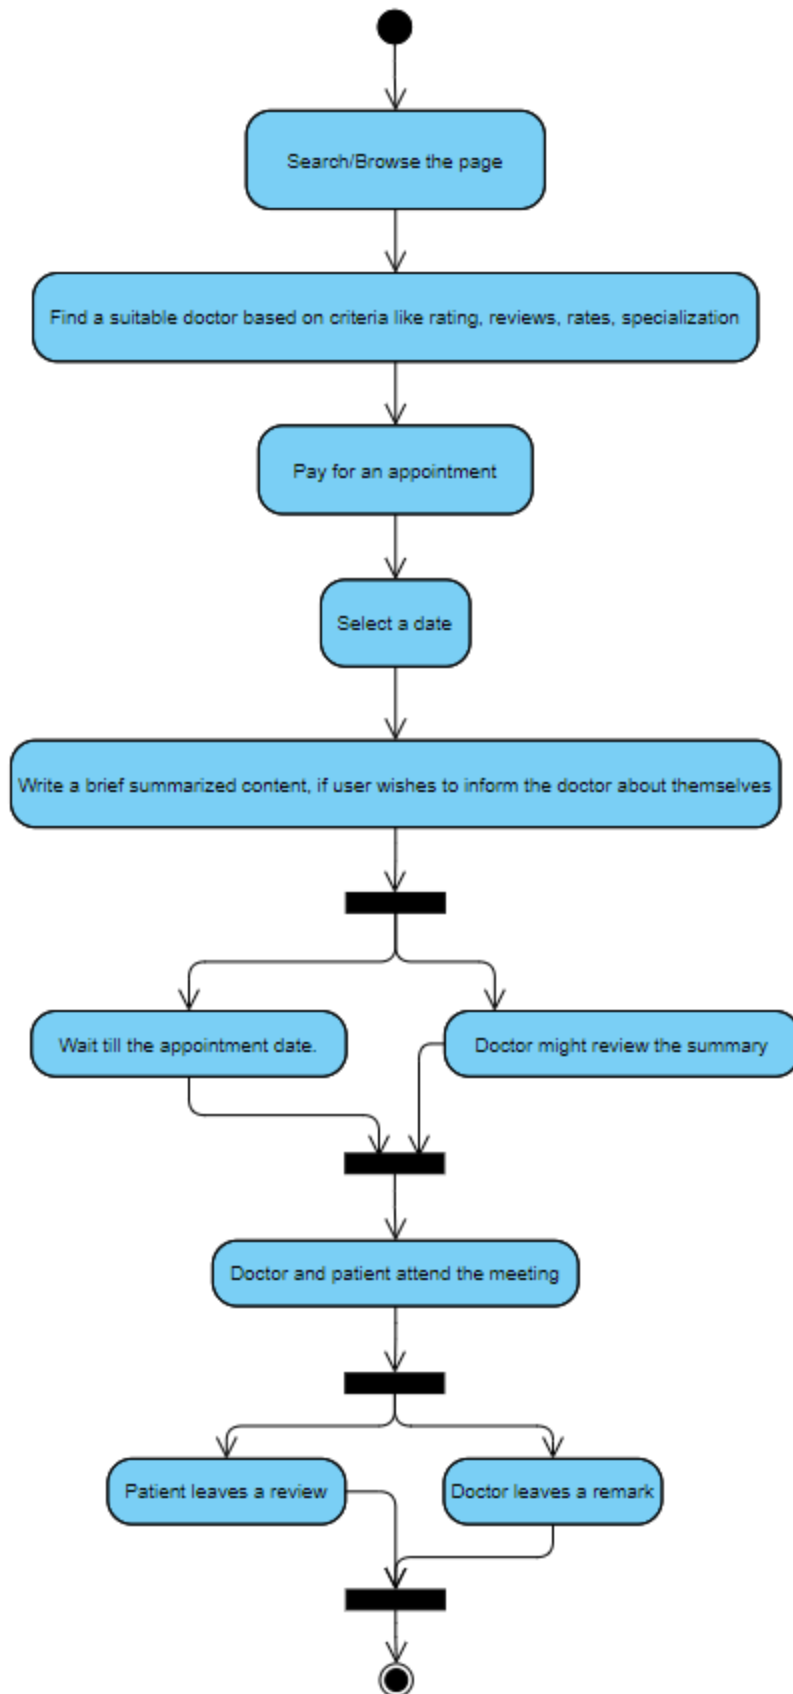 Search/Browse the page
Find a suitable doctor based on criteria like rating, reviews, rates, specialization
Pay for an appointment
Select a date
Write a brief summarized content, if user wishes to inform the doctor about themselves
Wait till the appointment date.
Doctor might review the summary
Doctor and patient attend the meeting
Patient leaves a review
Doctor leaves a remark